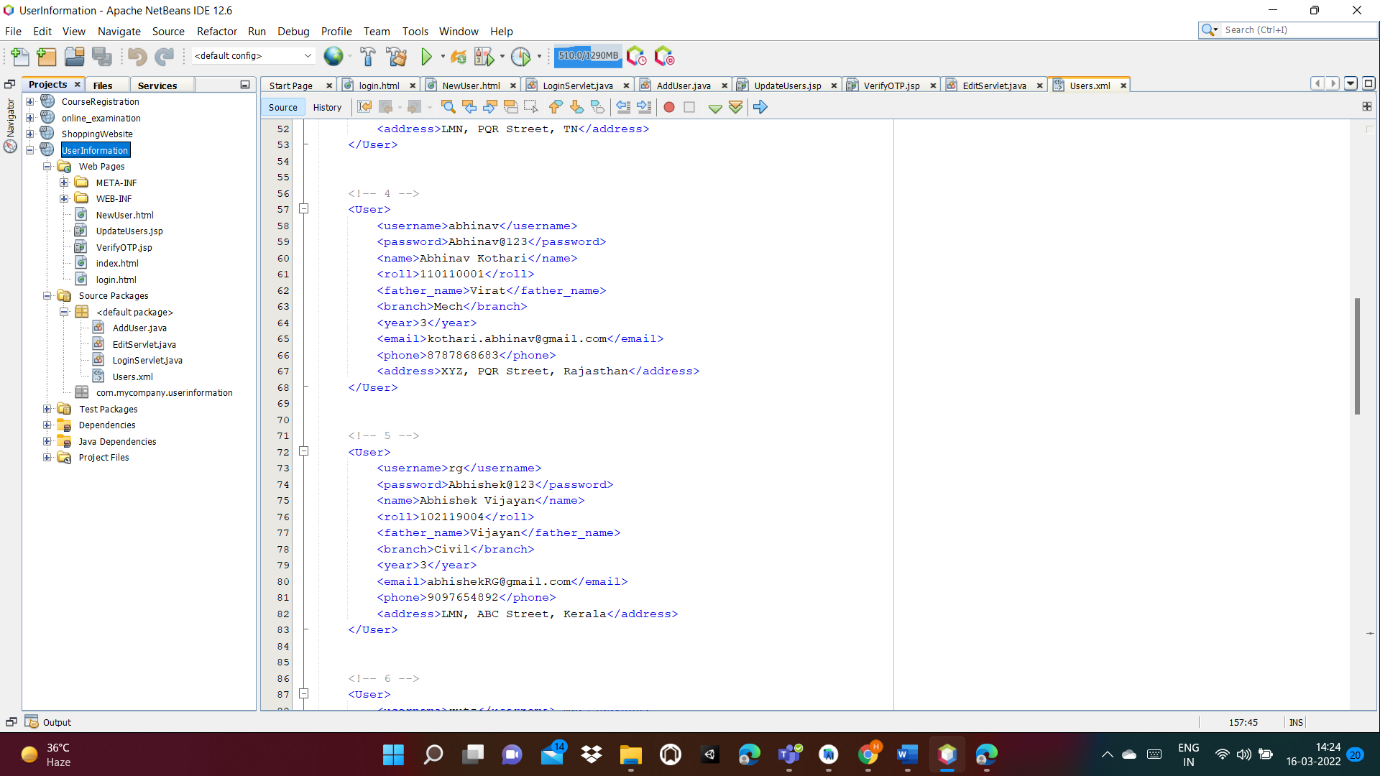 UserInformation - Apache NetBeans IDE 12.6
File Edit View Navigate Source Refactor Run Debug Profile Team Tools Window Help
Search (Ctrl+I)
<default config>
510.0/1290MB
Projects Files Services
Navigator
CourseRegistration
online_examination
ShoppingWebsite
UserInformation
Web Pages
META-INF
WEB-INF
NewUser.html
UpdateUsers.jsp
VerifyOTP.jsp
index.html
login.html
Source Packages
<default package>
AddUser.java
EditServlet.java
LoginServlet.java
Users.xml
com.mycompany.userinformation
Test Packages
Dependencies
Java Dependencies
Project Files
Start Page login.html NewUser.html LoginServlet.java AddUser.java UpdateUsers.jsp VerifyOTP.jsp EditServlet.java Users.xml
Source History
52 <address>LMN, PQR Street, TN</address>
53 </User>
54
55
56 <!-- 4 -->
57 <User>
58 <username>abhinav</username>
59 <password>Abhinav@123</password>
60 <name>Abhinav Kothari</name>
61 <roll>110110001</roll>
62 <father_name>Virat</father_name>
63 <branch>Mech</branch>
64 <year>3</year>
65 <email>kothari.abhinav@gmail.com</email>
66 <phone>8787868683</phone>
67 <address>XYZ, PQR Street, Rajasthan</address>
68 </User>
69
70
71 <!-- 5 -->
72 <User>
73 <username>rg</username>
74 <password>Abhishek@123</password>
75 <name>Abhishek Vijayan</name>
76 <roll>102119004</roll>
77 <father_name>Vijayan</father_name>
78 <branch>Civil</branch>
79 <year>3</year>
80 <email>abhishekRG@gmail.com</email>
81 <phone>9097654892</phone>
82 <address>LMN, ABC Street, Kerala</address>
83 </User>
84
85
86 <!-- 6 -->
87 <User>
Output
157:45 INS
36°C
Haze
14
ENG
IN
14:24
16-03-2022
20